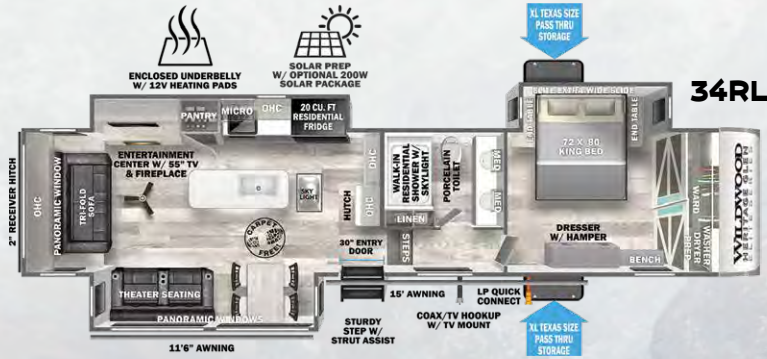 XL TEXAS SIZE
PASS THRU
STORAGE
ENCLOSED UNDERBELLY
W/ 12V HEATING PADS
SOLAR PREP
W/ OPTIONAL 200W
SOLAR PACKAGE
34RL
2" RECEIVER HITCH
OHC
PANORAMIC WINDOW
TRI-FOLD
SOFA
ENTERTAINMENT
CENTER W/ 55" TV
& FIREPLACE
PANTRY
MICRO
OHC
20 CU. FT
RESIDENTIAL
FRIDGE
SKY
LIGHT
CARPET
FREE!
HUTCH
OHC
OHC
WALK-IN
RESIDENTIAL
SHOWER W/
SKYLIGHT
PORCELAIN
TOILET
LINEN
STEPS
MED
MED
END TABLE
72 X 80
KING BED
END TABLE
DRESSER
W/ HAMPER
BENCH
WARD
WASHER
DRYER
PREP
WILDWOOD
HERITAGE GLEN
THEATER SEATING
PANORAMIC WINDOWS
11'6" AWNING
30" ENTRY
DOOR
15' AWNING
STURDY
STEP W/
STRUT ASSIST
COAX/TV HOOKUP
W/ TV MOUNT
LP QUICK
CONNECT
XL TEXAS SIZE
PASS THRU
STORAGE